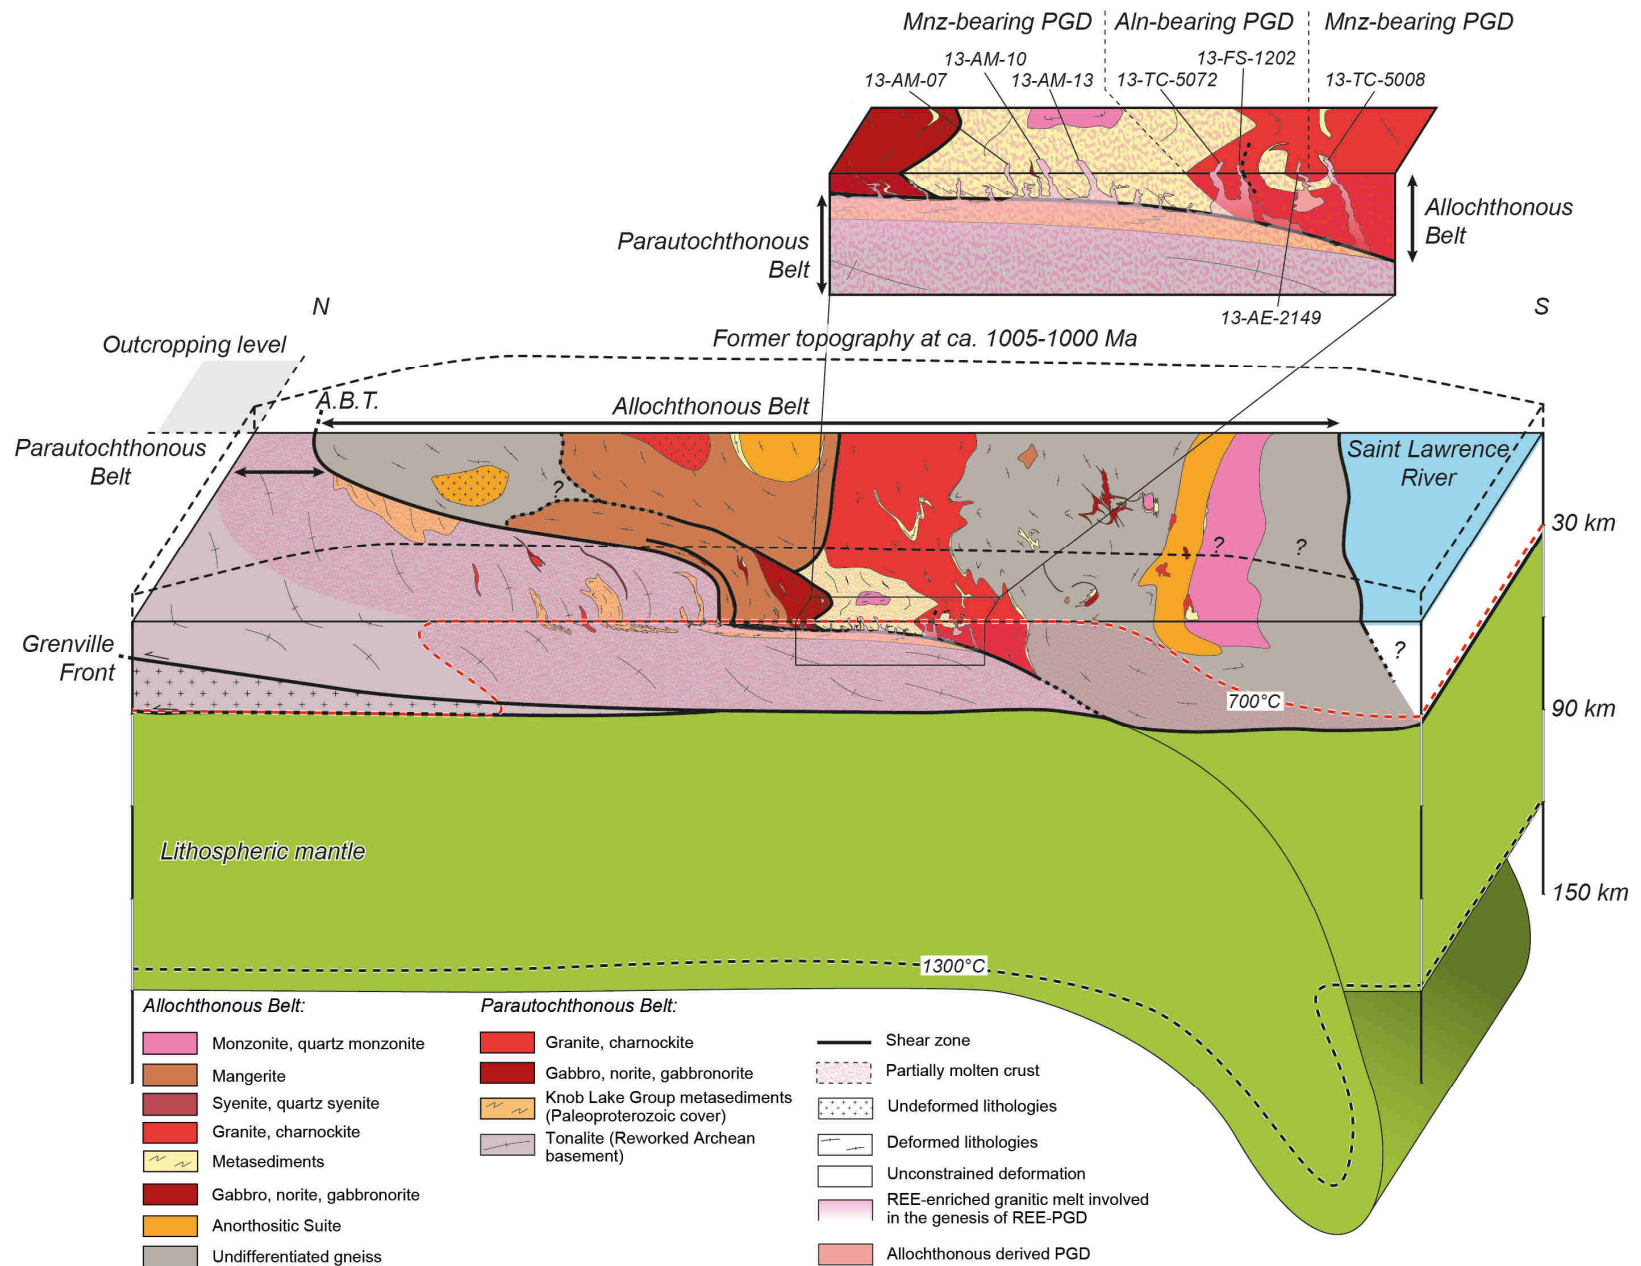 Mnz-bearing PGD
Aln-bearing PGD
Mnz-bearing PGD
13-AM-10
13-FS-1202
13-AM-07
13-AM-13
13-TC-5072
13-TC-5008
Allochthonous
Belt
Parautochthonous
Belt
13-AE-2149
N
S
Former topography at ca. 1005-1000 Ma
Outcropping level
A.B.T.
Allochthonous Belt
Parautochthonous
Belt
Saint Lawrence
River
?
?
?
?
30 km
Grenville
Front
700°C
90 km
Lithospheric mantle
150 km
1300°C
Allochthonous Belt:
Monzonite, quartz monzonite
Mangerite
Syenite, quartz syenite
Granite, charnockite
Metasediments
Gabbro, norite, gabbronorite
Anorthositic Suite
Undifferentiated gneiss
Parautochthonous Belt:
Granite, charnockite
Gabbro, norite, gabbronorite
Knob Lake Group metasediments
(Paleoproterozoic cover)
Tonalite (Reworked Archean
basement)
Shear zone
Partially molten crust
Undeformed lithologies
Deformed lithologies
Unconstrained deformation
REE-enriched granitic melt involved
in the genesis of REE-PGD
Allochthonous derived PGD